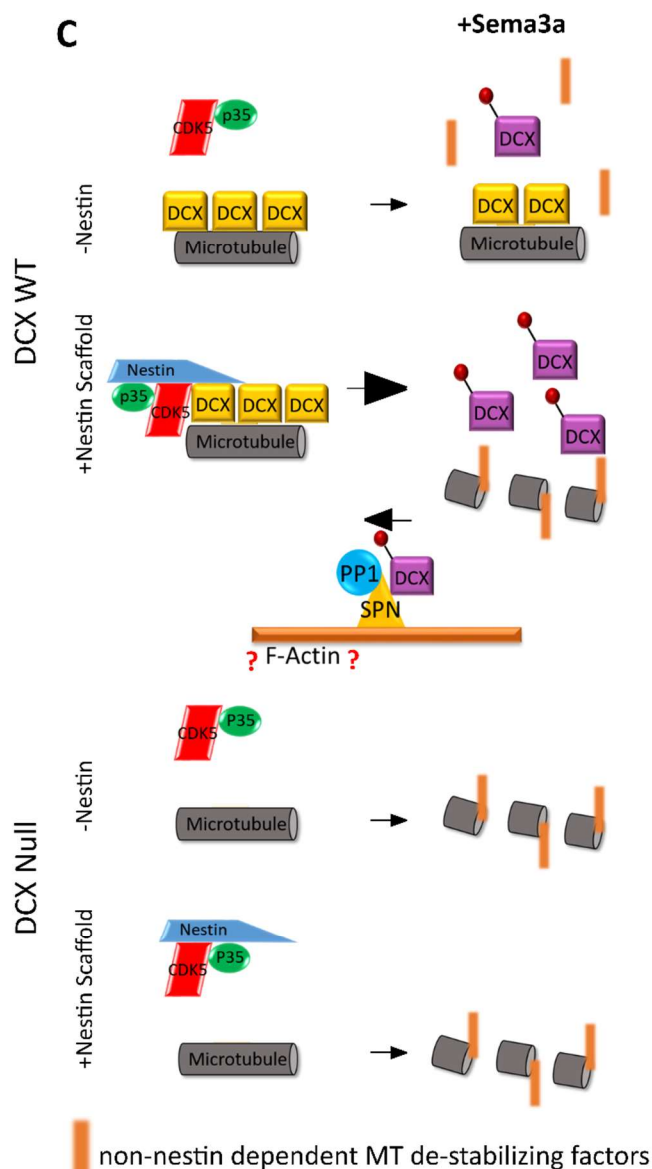 C
+Sema3a
DCX WT
-Nestin
CDK5 p35
DCX DCX DCX
Microtubule
DCX
DCX DCX
Microtubule
+Nestin Scaffold
Nestin
p35 CDK5 DCX DCX DCX
Microtubule
DCX
DCX
DCX
PP1 DCX
SPN
? F-Actin ?
DCX Null
-Nestin
CDK5 P35
Microtubule
+Nestin Scaffold
Nestin
CDK5 P35
Microtubule
non-nestin dependent MT de-stabilizing factors